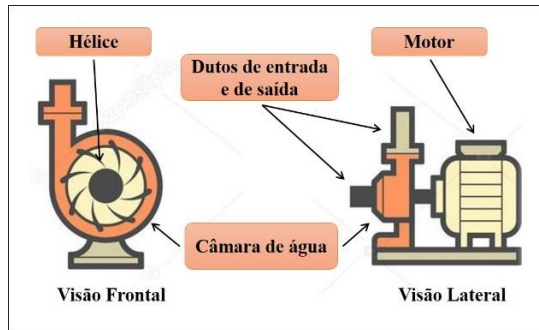 Hélice
Motor
Dutos de entrada
e de saída
Câmara de água
Visão Frontal
Visão Lateral